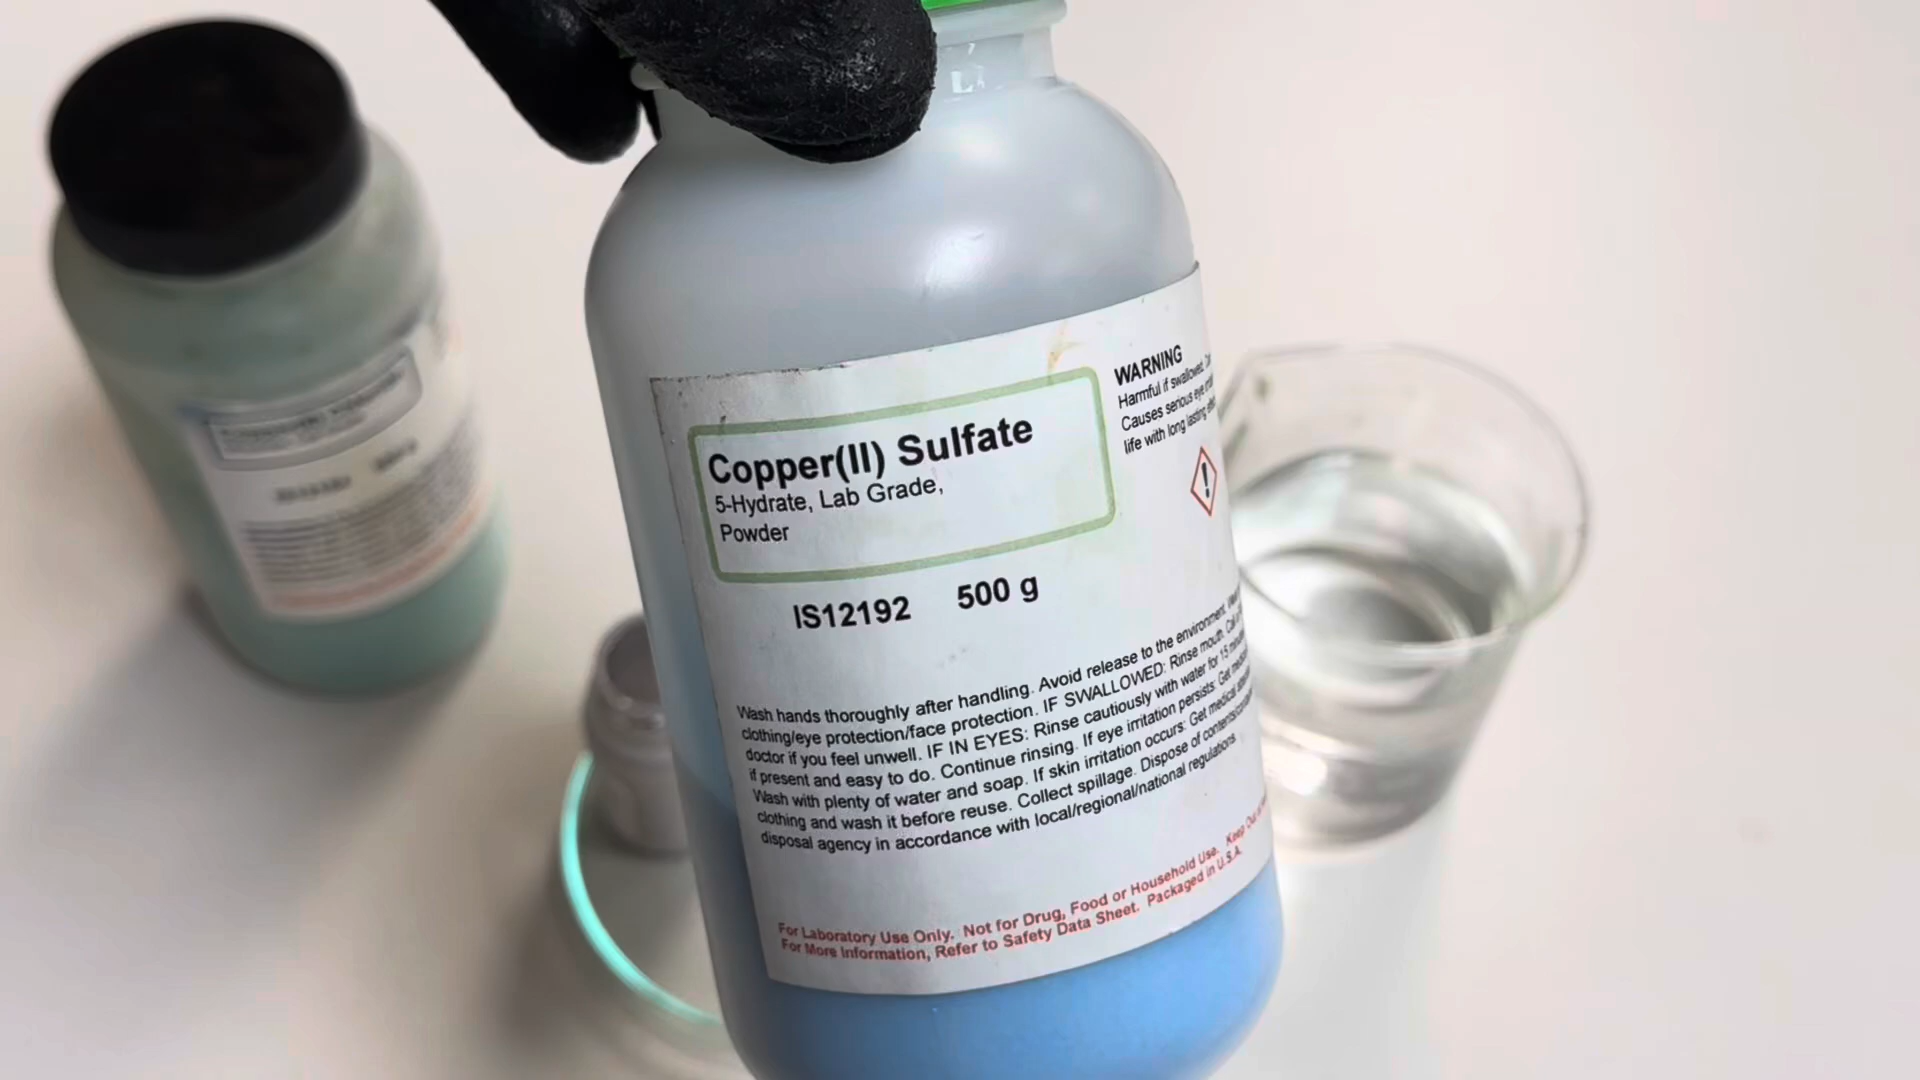 Copper(II) Sulfate
5-Hydrate, Lab Grade,
Powder
IS12192 500 g
WARNING
Harmful if swallowed.
Causes serious eye
life with long lasting
Wash hands thoroughly after handling. Avoid release to the environment.
clothing/eye protection/face protection. IF SWALLOWED: Rinse mouth.
doctor if you feel unwell. IF IN EYES: Rinse cautiously with water for 15
if present and easy to do. Continue rinsing. If eye irritation persists: Get
Wash with plenty of water and soap. If skin irritation occurs: Get medical
clothing and wash it before reuse. Collect spillage. Dispose of
disposal agency in accordance with local/regional/national regulations.
For Laboratory Use Only. Not for Drug, Food or Household Use. Keep
For More Information, Refer to Safety Data Sheet. Packaged in U.S.A.